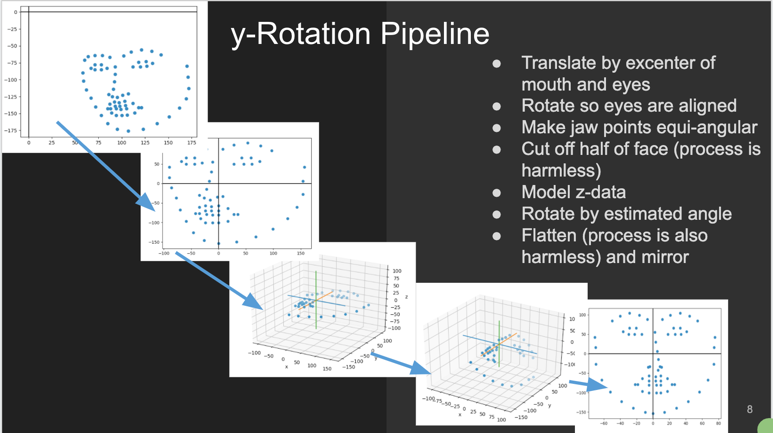 y-Rotation Pipeline
● Translate by excenter of
mouth and eyes
● Rotate so eyes are aligned
● Make jaw points equi-angular
● Cut off half of face (process is
harmless)
● Model z-data
● Rotate by estimated angle
● Flatten (process is also
harmless) and mirror
0
−25
−50
−75
−100
−125
−150
−175
0 25 50 75 100 125 150 175
50
0
−50
−100
−150
−100 −50 0 50 100 150
100
75
50
25
0
−25
−50
−75
−100
z
−100 −50 0 50 100 150
x
−150 −100 −50 0 50 100
y
100
50
0
−50
−100
−100−75 −50 −25 0 25 50 75 100
x
−150
−100
−50
0
50
100
y
100
50
0
−50
−100
−150
−60 −40 −20 0 20 40 60 80
8